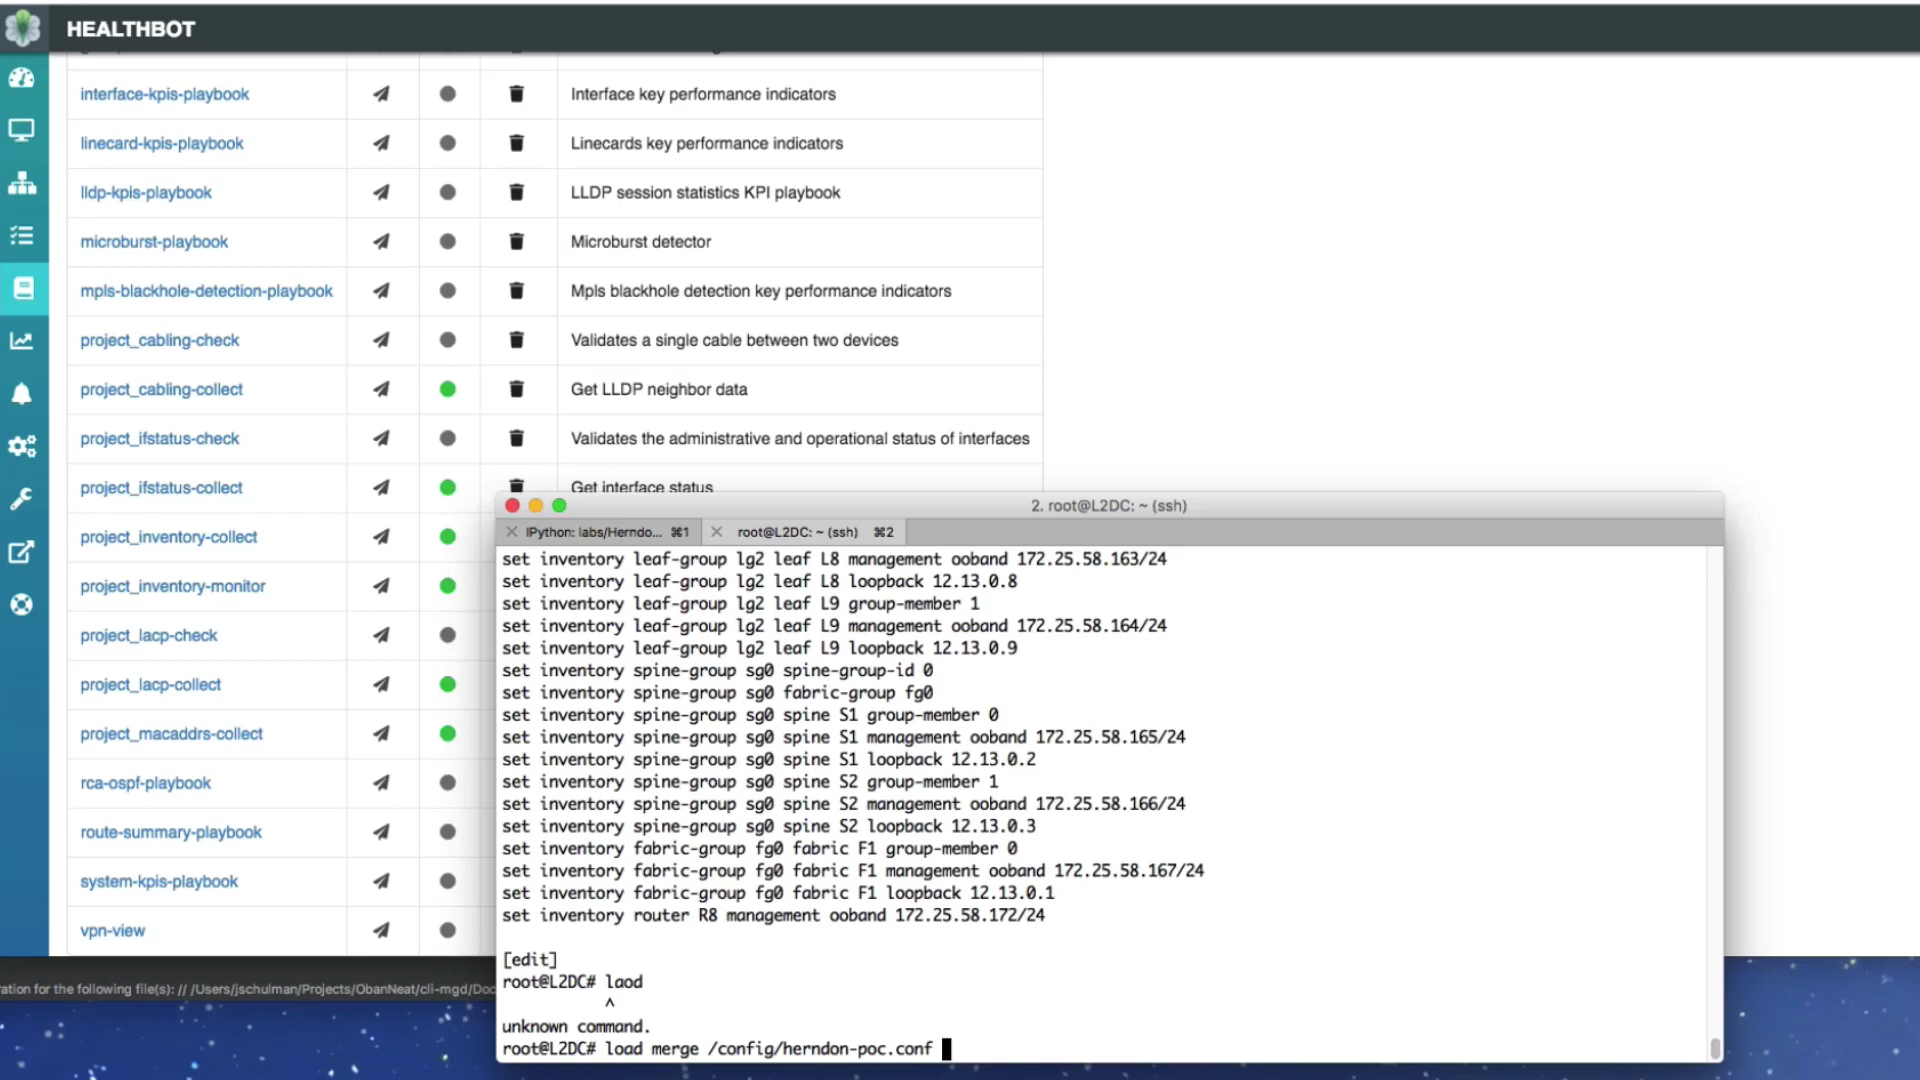 HEALTHBOT
interface-kpis-playbook Interface key performance indicators
linecard-kpis-playbook Linecards key performance indicators
lldp-kpis-playbook LLDP session statistics KPI playbook
microburst-playbook Microburst detector
mpls-blackhole-detection-playbook Mpls blackhole detection key performance indicators
project_cabling-check Validates a single cable between two devices
project_cabling-collect Get LLDP neighbor data
project_ifstatus-check Validates the administrative and operational status of interfaces
project_ifstatus-collect Get interface status
project_inventory-collect
project_inventory-monitor
project_lacp-check
project_lacp-collect
project_macaddrs-collect
rca-ospf-playbook
route-summary-playbook
system-kpis-playbook
vpn-view
ation for the following file(s): // /Users/jschulman/Projects/ObanNeat/cli-mgd/Doc
2. root@L2DC: ~ (ssh)
IPython: labs/Herndo... ⌘1 root@L2DC: ~ (ssh) ⌘2
set inventory leaf-group lg2 leaf L8 management ooband 172.25.58.163/24
set inventory leaf-group lg2 leaf L8 loopback 12.13.0.8
set inventory leaf-group lg2 leaf L9 group-member 1
set inventory leaf-group lg2 leaf L9 management ooband 172.25.58.164/24
set inventory leaf-group lg2 leaf L9 loopback 12.13.0.9
set inventory spine-group sg0 spine-group-id 0
set inventory spine-group sg0 fabric-group fg0
set inventory spine-group sg0 spine S1 group-member 0
set inventory spine-group sg0 spine S1 management ooband 172.25.58.165/24
set inventory spine-group sg0 spine S1 loopback 12.13.0.2
set inventory spine-group sg0 spine S2 group-member 1
set inventory spine-group sg0 spine S2 management ooband 172.25.58.166/24
set inventory spine-group sg0 spine S2 loopback 12.13.0.3
set inventory fabric-group fg0 fabric F1 group-member 0
set inventory fabric-group fg0 fabric F1 management ooband 172.25.58.167/24
set inventory fabric-group fg0 fabric F1 loopback 12.13.0.1
set inventory router R8 management ooband 172.25.58.172/24
[edit]
root@L2DC# laod
^
unknown command.
root@L2DC# load merge /config/herndon-poc.conf